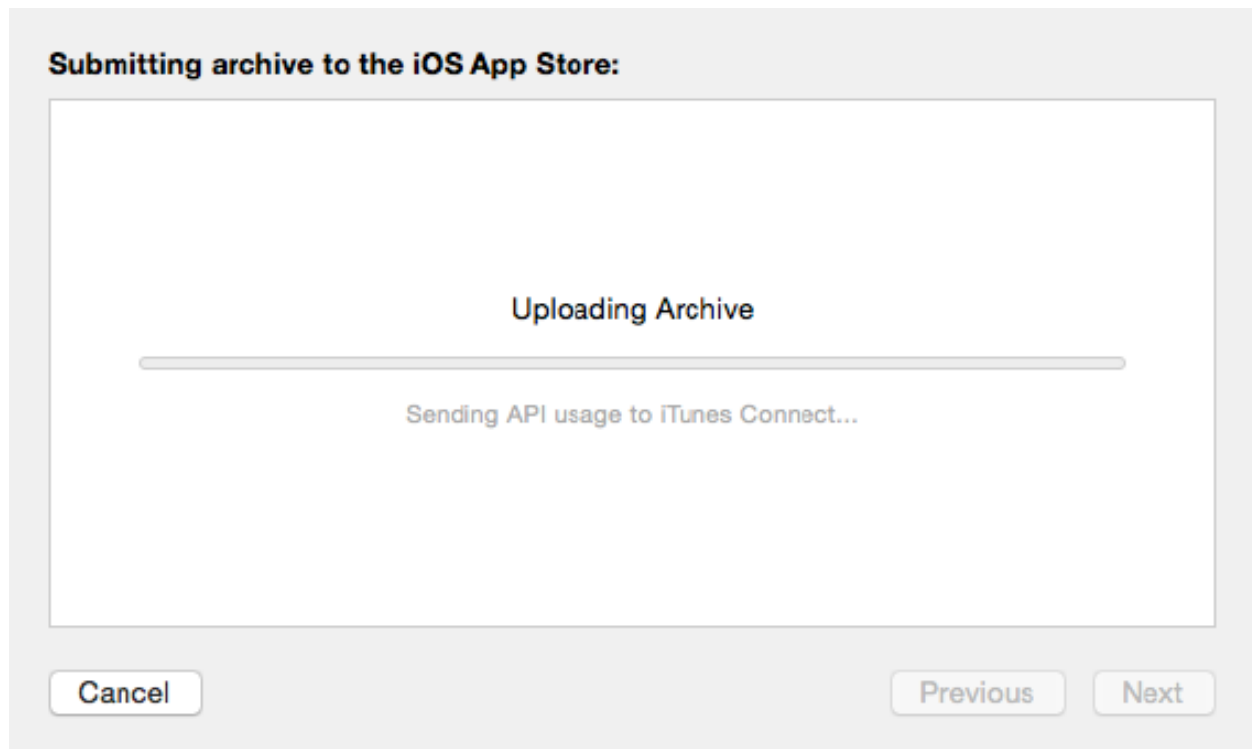 Submitting archive to the iOS App Store:
Uploading Archive
Sending API usage to iTunes Connect...
Cancel
Previous
Next